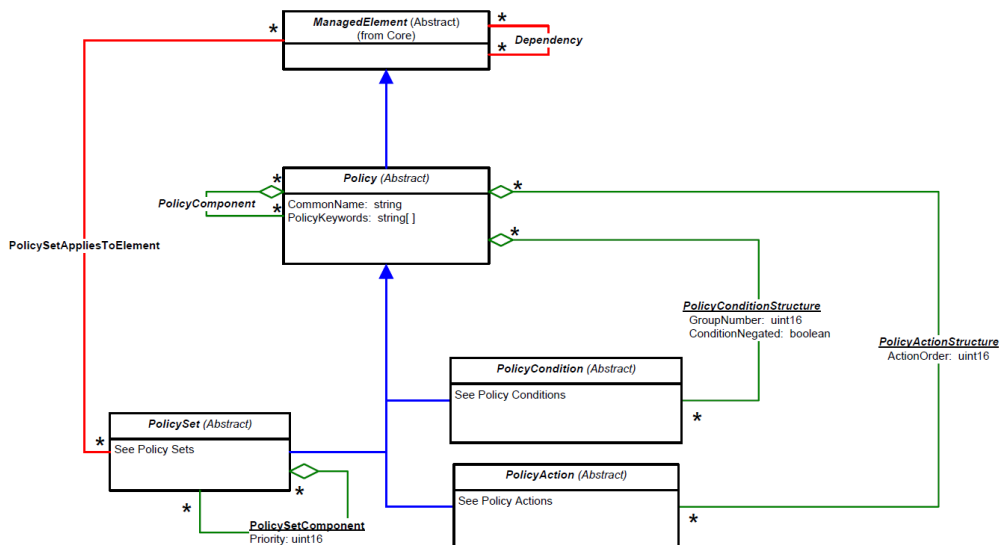 *
ManagedElement (Abstract)
(from Core)
*
*
Dependency
Policy (Abstract)
CommonName: string
PolicyKeywords: string[ ]
*
*
PolicyComponent
*
*
PolicySetAppliesToElement
PolicyConditionStructure
GroupNumber: uint16
ConditionNegated: boolean
PolicyActionStructure
ActionOrder: uint16
PolicyCondition (Abstract)
See Policy Conditions
*
PolicySet (Abstract)
See Policy Sets
*
*
*
PolicySetComponent
Priority: uint16
PolicyAction (Abstract)
See Policy Actions
*